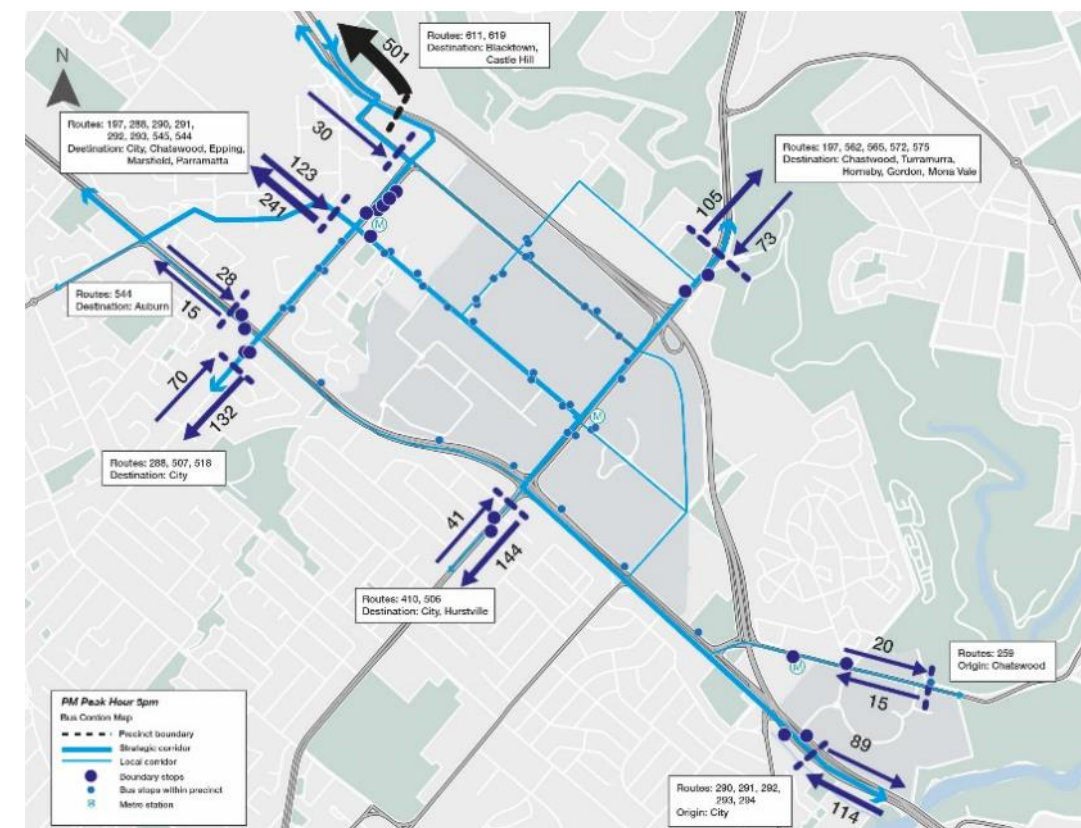 Routes: 611, 619
Destination: Blacktown,
Castle Hill
501
N
Routes: 197, 288, 290, 291,
292, 293, 545, 544
Destination: City, Chatswood, Epping,
Marsfield, Parramatta
30
123
241
Routes: 197, 562, 565, 572, 575
Destination: Chastwood, Turramurra,
Hornsby, Gordon, Mona Vale
105
73
28
15
Routes: 544
Destination: Auburn
70
132
M
M
Routes: 288, 507, 518
Destination: City
41
144
Routes: 410, 506
Destination: City, Hurstville
20
15
M
Routes: 259
Origin: Chatswood
89
114
Routes: 290, 291, 292,
293, 294
Origin: City
PM Peak Hour 5pm
Bus Cordon Map
Precinct boundary
Strategic corridor
Local corridor
Boundary stops
Bus stops within precinct
M Metro station